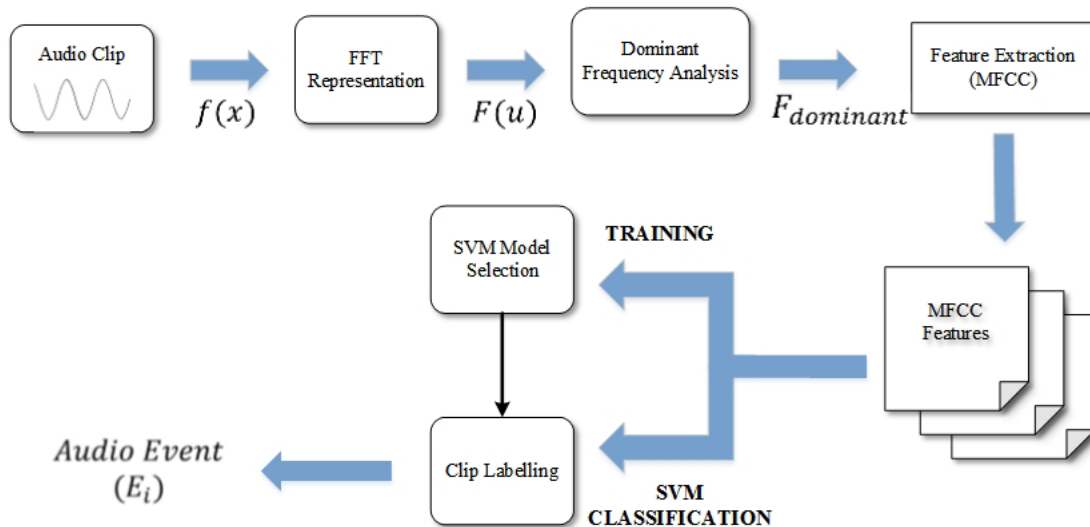 Audio Clip
f(x)
FFT
Representation
F(u)
Dominant
Frequency Analysis
F_dominant
Feature Extraction
(MFCC)
MFCC
Features
TRAINING
SVM Model
Selection
SVM
CLASSIFICATION
Clip Labelling
Audio Event
(E_i)